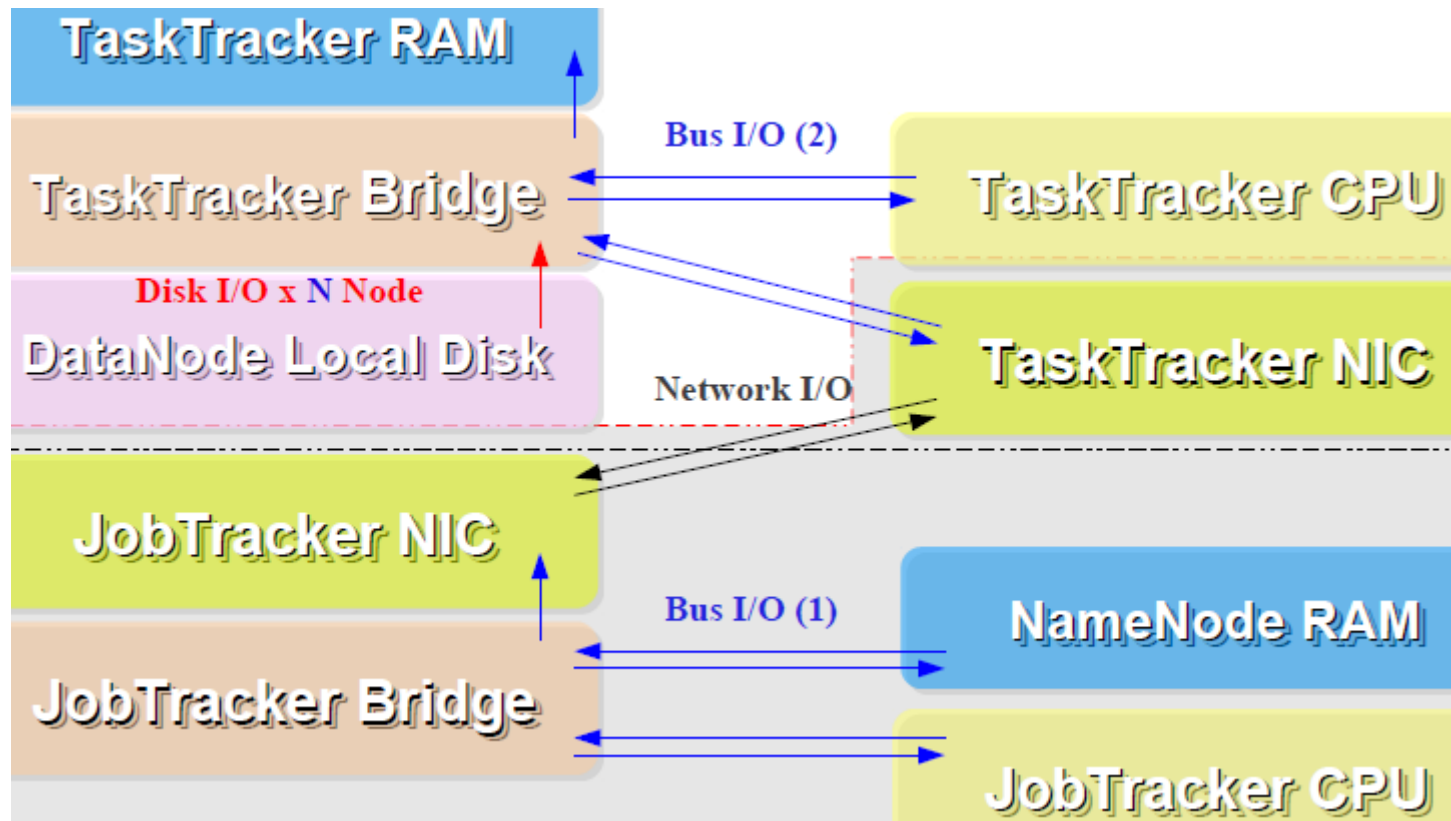 TaskTracker RAM
Bus I/O (2)
TaskTracker Bridge
TaskTracker CPU
Disk I/O x N Node
DataNode Local Disk
TaskTracker NIC
Network I/O
JobTracker NIC
Bus I/O (1)
NameNode RAM
JobTracker Bridge
JobTracker CPU